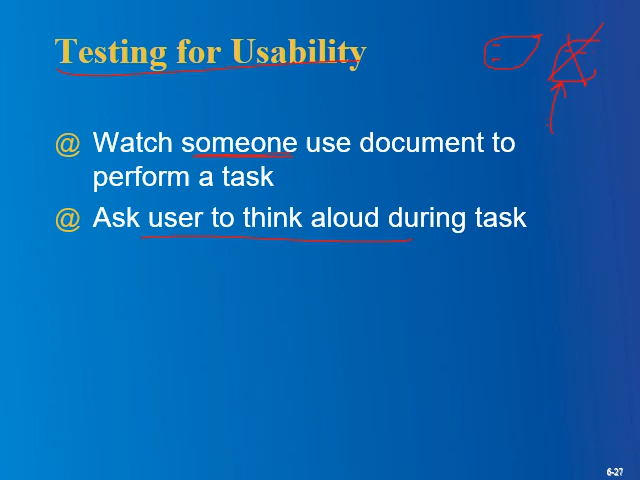 Testing for Usability
@ Watch someone use document to
perform a task
@ Ask user to think aloud during task
6-27